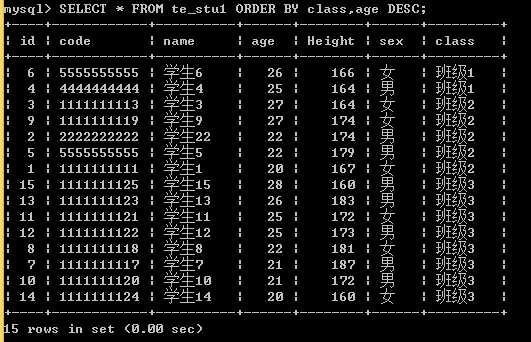 mysql> SELECT * FROM te_stu1 ORDER BY class,age DESC;
| id | code | name | age | Height | sex | class |
| 6 | 5555555555 | 学生6 | 26 | 166 | 女 | 班级1 |
| 4 | 4444444444 | 学生4 | 25 | 164 | 男 | 班级1 |
| 3 | 1111111113 | 学生3 | 27 | 164 | 女 | 班级2 |
| 9 | 1111111119 | 学生9 | 27 | 174 | 女 | 班级2 |
| 2 | 2222222222 | 学生22 | 22 | 174 | 男 | 班级2 |
| 5 | 5555555555 | 学生5 | 22 | 179 | 男 | 班级2 |
| 1 | 1111111111 | 学生1 | 20 | 167 | 女 | 班级2 |
| 15 | 1111111125 | 学生15 | 28 | 160 | 男 | 班级3 |
| 13 | 1111111123 | 学生13 | 26 | 183 | 男 | 班级3 |
| 11 | 1111111121 | 学生11 | 25 | 172 | 女 | 班级3 |
| 12 | 1111111122 | 学生12 | 25 | 173 | 男 | 班级3 |
| 8 | 1111111118 | 学生8 | 22 | 181 | 女 | 班级3 |
| 7 | 1111111117 | 学生7 | 21 | 187 | 男 | 班级3 |
| 10 | 1111111120 | 学生10 | 21 | 172 | 男 | 班级3 |
| 14 | 1111111124 | 学生14 | 20 | 160 | 女 | 班级3 |
15 rows in set (0.00 sec)